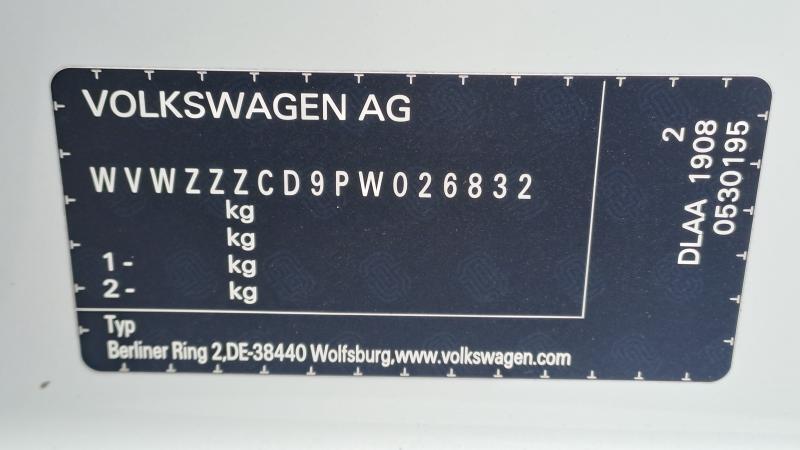 VOLKSWAGEN AG
WVWZZZCD9PW026832
kg
kg
1- kg
2- kg
Typ
Berliner Ring 2,DE-38440 Wolfsburg,www.volkswagen.com
2
DLAA 1908
0530195